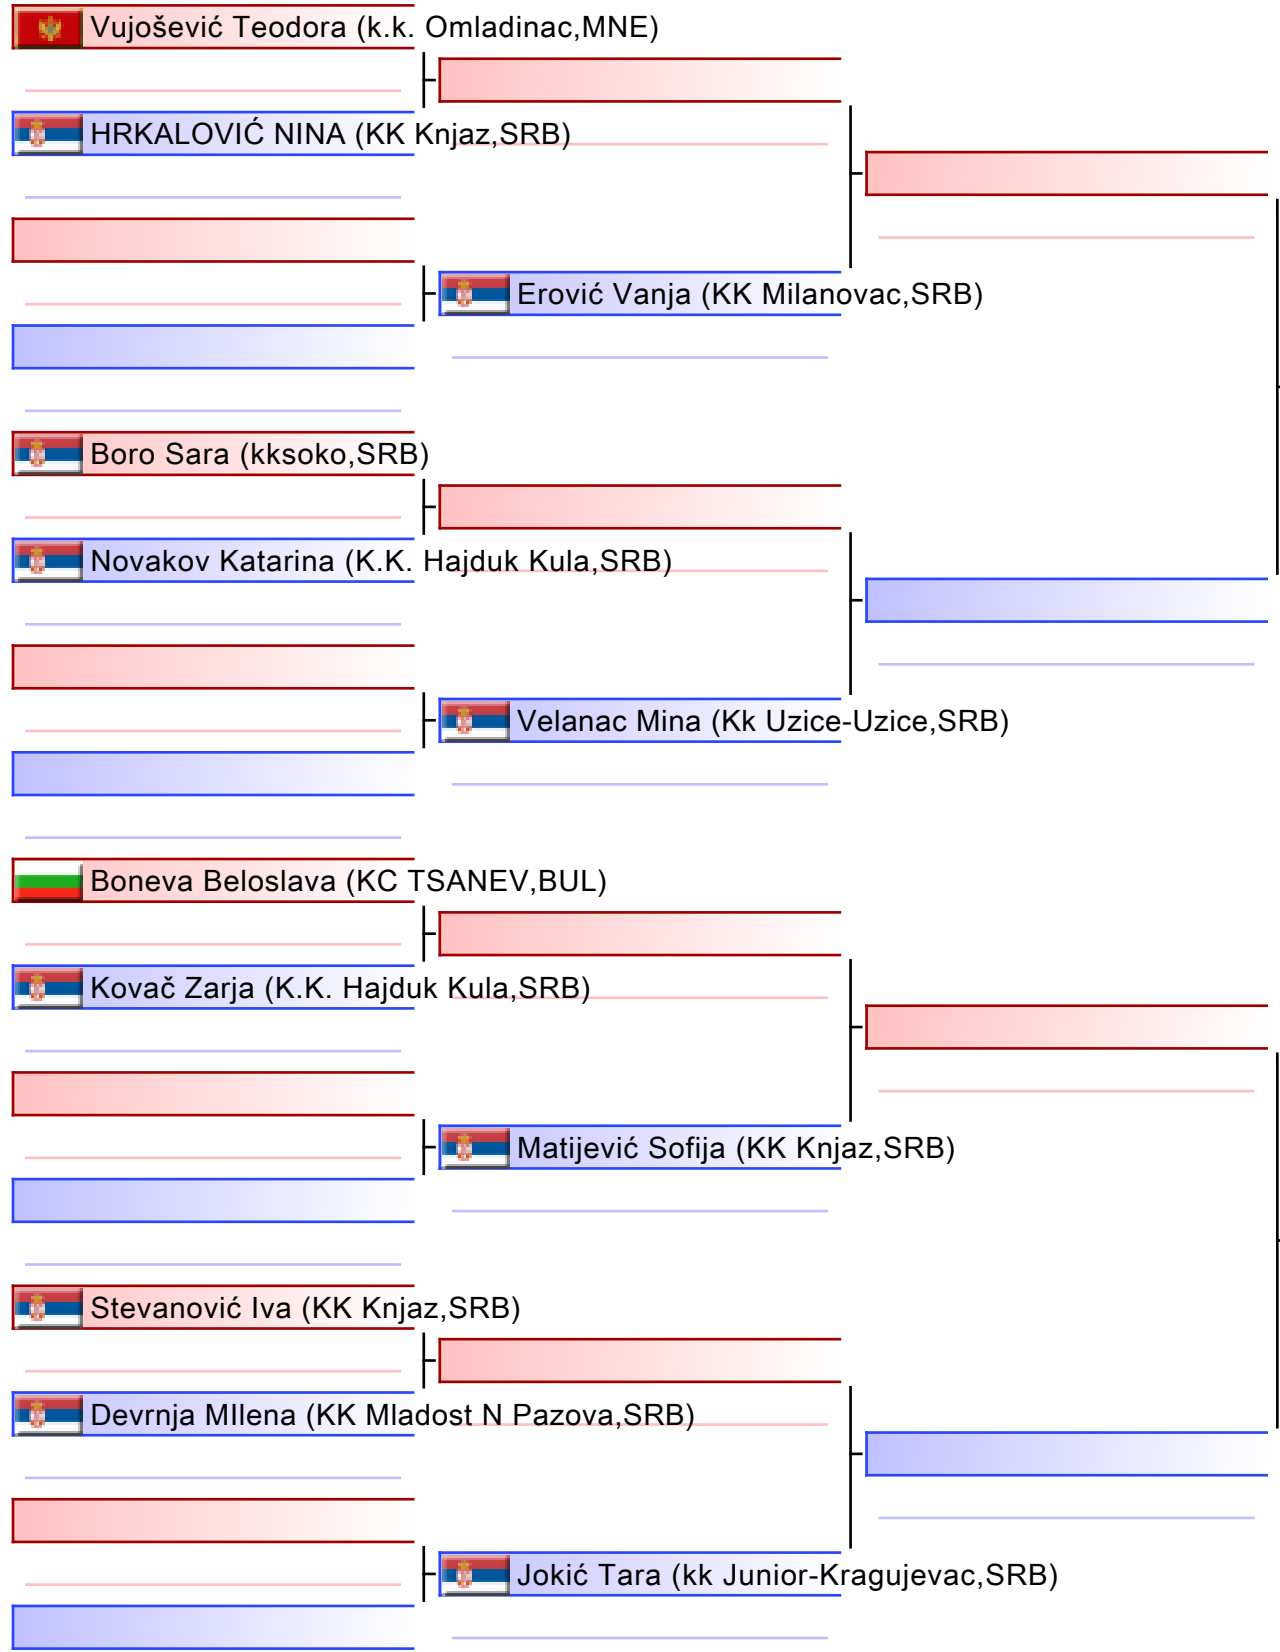 Vujošević Teodora (k.k. Omladinac,MNE)
HRKALOVIĆ NINA (KK Knjaz,SRB)
Erović Vanja (KK Milanovac,SRB)
Boro Sara (kksoko,SRB)
Novakov Katarina (K.K. Hajduk Kula,SRB)
Velanac Mina (Kk Uzice-Uzice,SRB)
Boneva Beloslava (KC TSANEV,BUL)
Kovač Zarja (K.K. Hajduk Kula,SRB)
Matijević Sofija (KK Knjaz,SRB)
Stevanović Iva (KK Knjaz,SRB)
Devrnja MIlena (KK Mladost N Pazova,SRB)
Jokić Tara (kk Junior-Kragujevac,SRB)